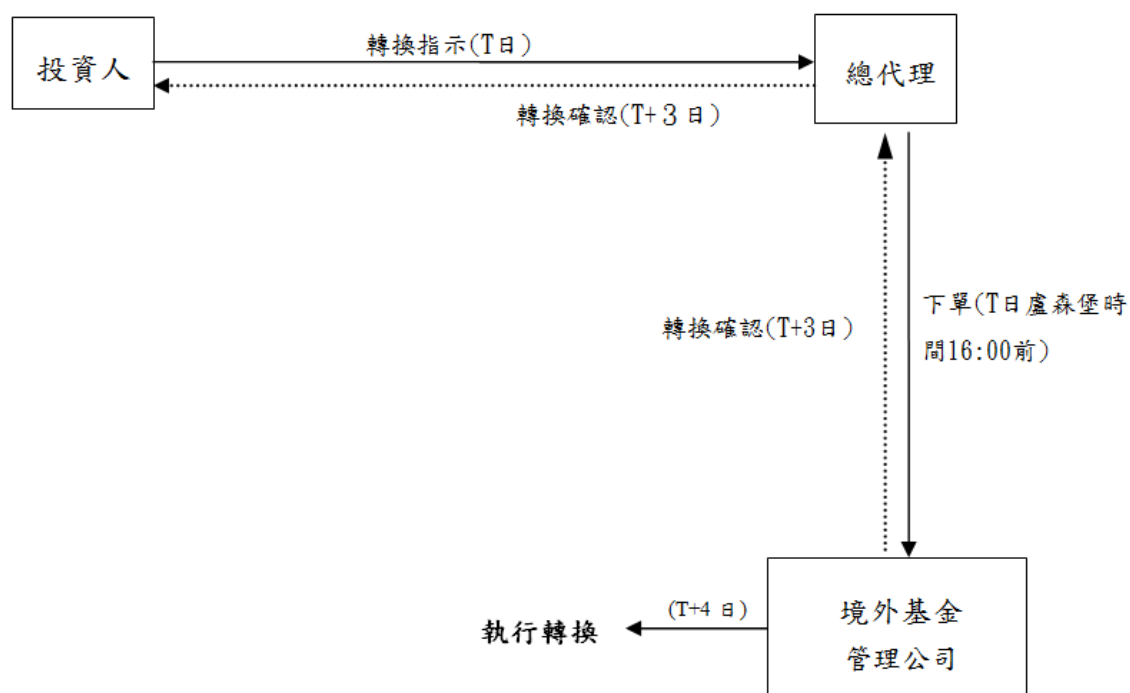 投資人
轉換指示(T日)
總代理
轉換確認(T+３日)
轉換確認(T+3日)
下單(T日盧森堡時
間16:00前)
執行轉換
(T+4 日)
境外基金
管理公司